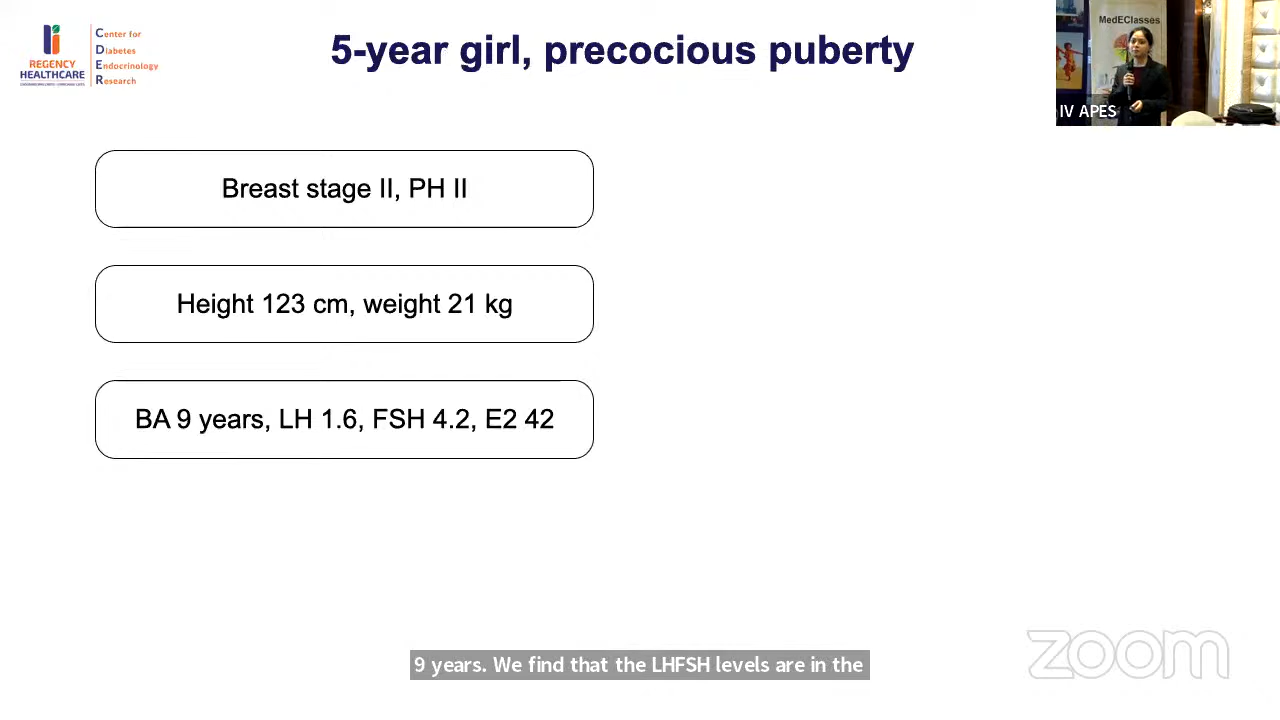 REGENCY
HEALTHCARE
Center for
Diabetes
Endocrinology
Research
5-year girl, precocious puberty
MedEClasses
IV APES
Breast stage II, PH II
Height 123 cm, weight 21 kg
BA 9 years, LH 1.6, FSH 4.2, E2 42
9 years. We find that the LHFSH levels are in the
zoom